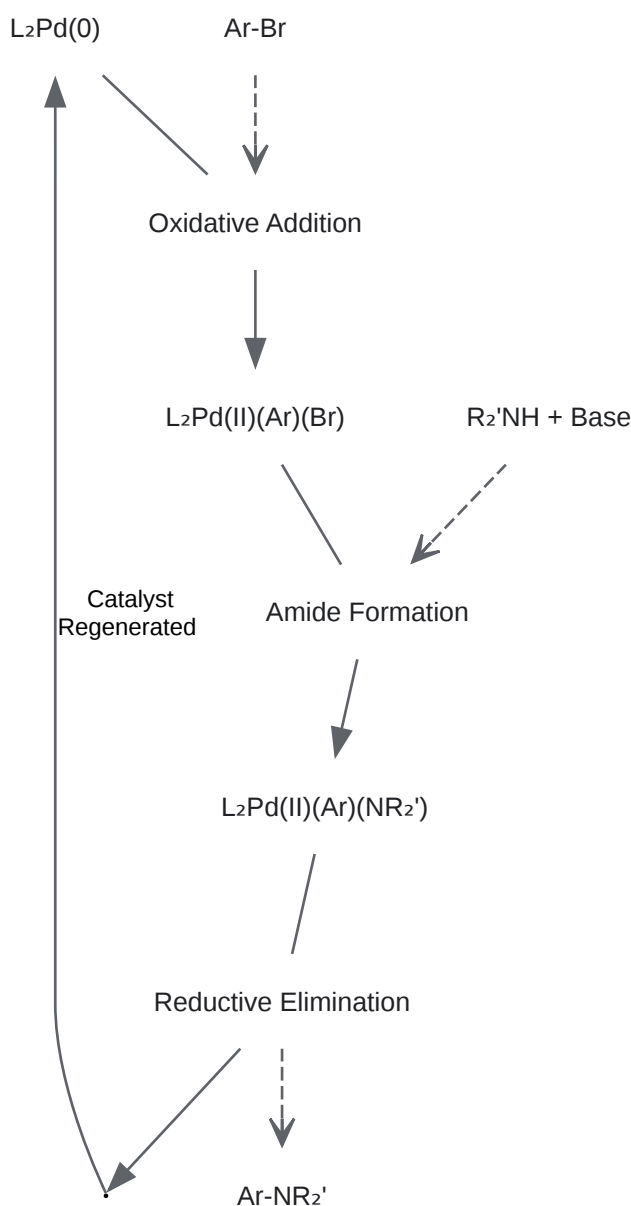 L₂Pd(0)
Ar-Br
Oxidative Addition
L₂Pd(II)(Ar)(Br)
R₂'NH + Base
Catalyst
Regenerated
Amide Formation
L₂Pd(II)(Ar)(NR₂')
Reductive Elimination
Ar-NR₂'